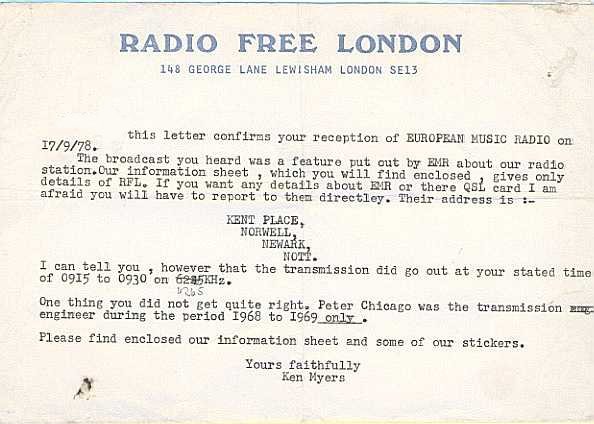 RADIO FREE LONDON
148 GEORGE LANE LEWISHAM LONDON SE13
this letter confirms your reception of EUROPEAN MUSIC RADIO on
17/9/78.
The broadcast you heard was a feature put out by EMR about our radio
station.Our information sheet , which you will find enclosed , gives only
details of RFL. If you want any details about EMR or there QSL card I am
afraid you will have to report to them directley. Their address is :-
KENT PLACE,
NORWELL,
NEWARK,
NOTT.
I can tell you , however that the transmission did go out at your stated time
of 0915 to 0930 on 6245KHz.
6265
One thing you did not get quite right. Peter Chicago was the transmission eng
engineer during the period 1968 to 1969 only .
Please find enclosed our information sheet and some of our stickers.
Yours faithfully
Ken Myers